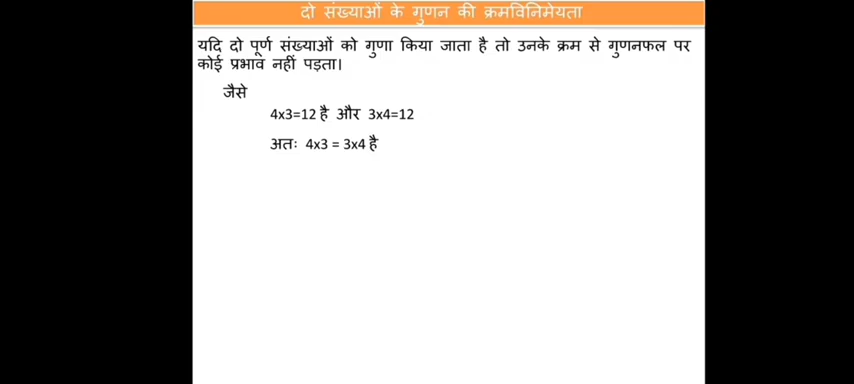 दो संख्याओं के गुणन की क्रमविनिमेयता
यदि दो पूर्ण संख्याओं को गुणा किया जाता है तो उनके क्रम से गुणनफल पर
कोई प्रभाव नहीं पड़ता।
जैसे
4x3=12 है और 3x4=12
अतः 4x3 = 3x4 है